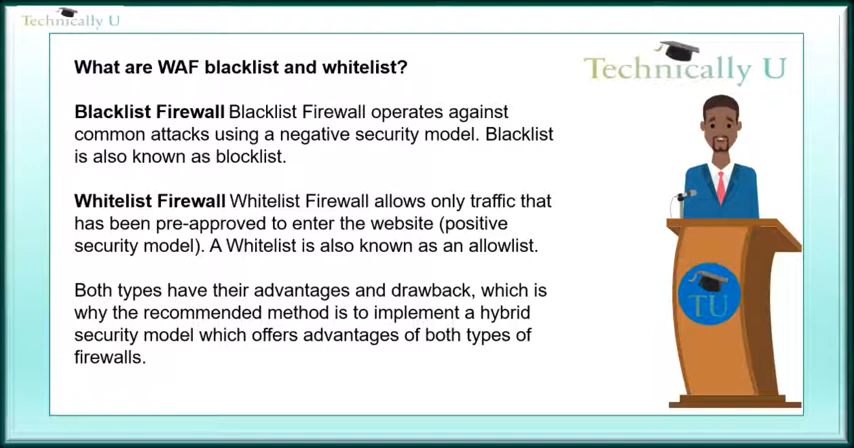 Technically U
Technically U
What are WAF blacklist and whitelist?
Blacklist Firewall Blacklist Firewall operates against
common attacks using a negative security model. Blacklist
is also known as blocklist.
Whitelist Firewall Whitelist Firewall allows only traffic that
has been pre-approved to enter the website (positive
security model). A Whitelist is also known as an allowlist.
Both types have their advantages and drawback, which is
why the recommended method is to implement a hybrid
security model which offers advantages of both types of
firewalls.
TU